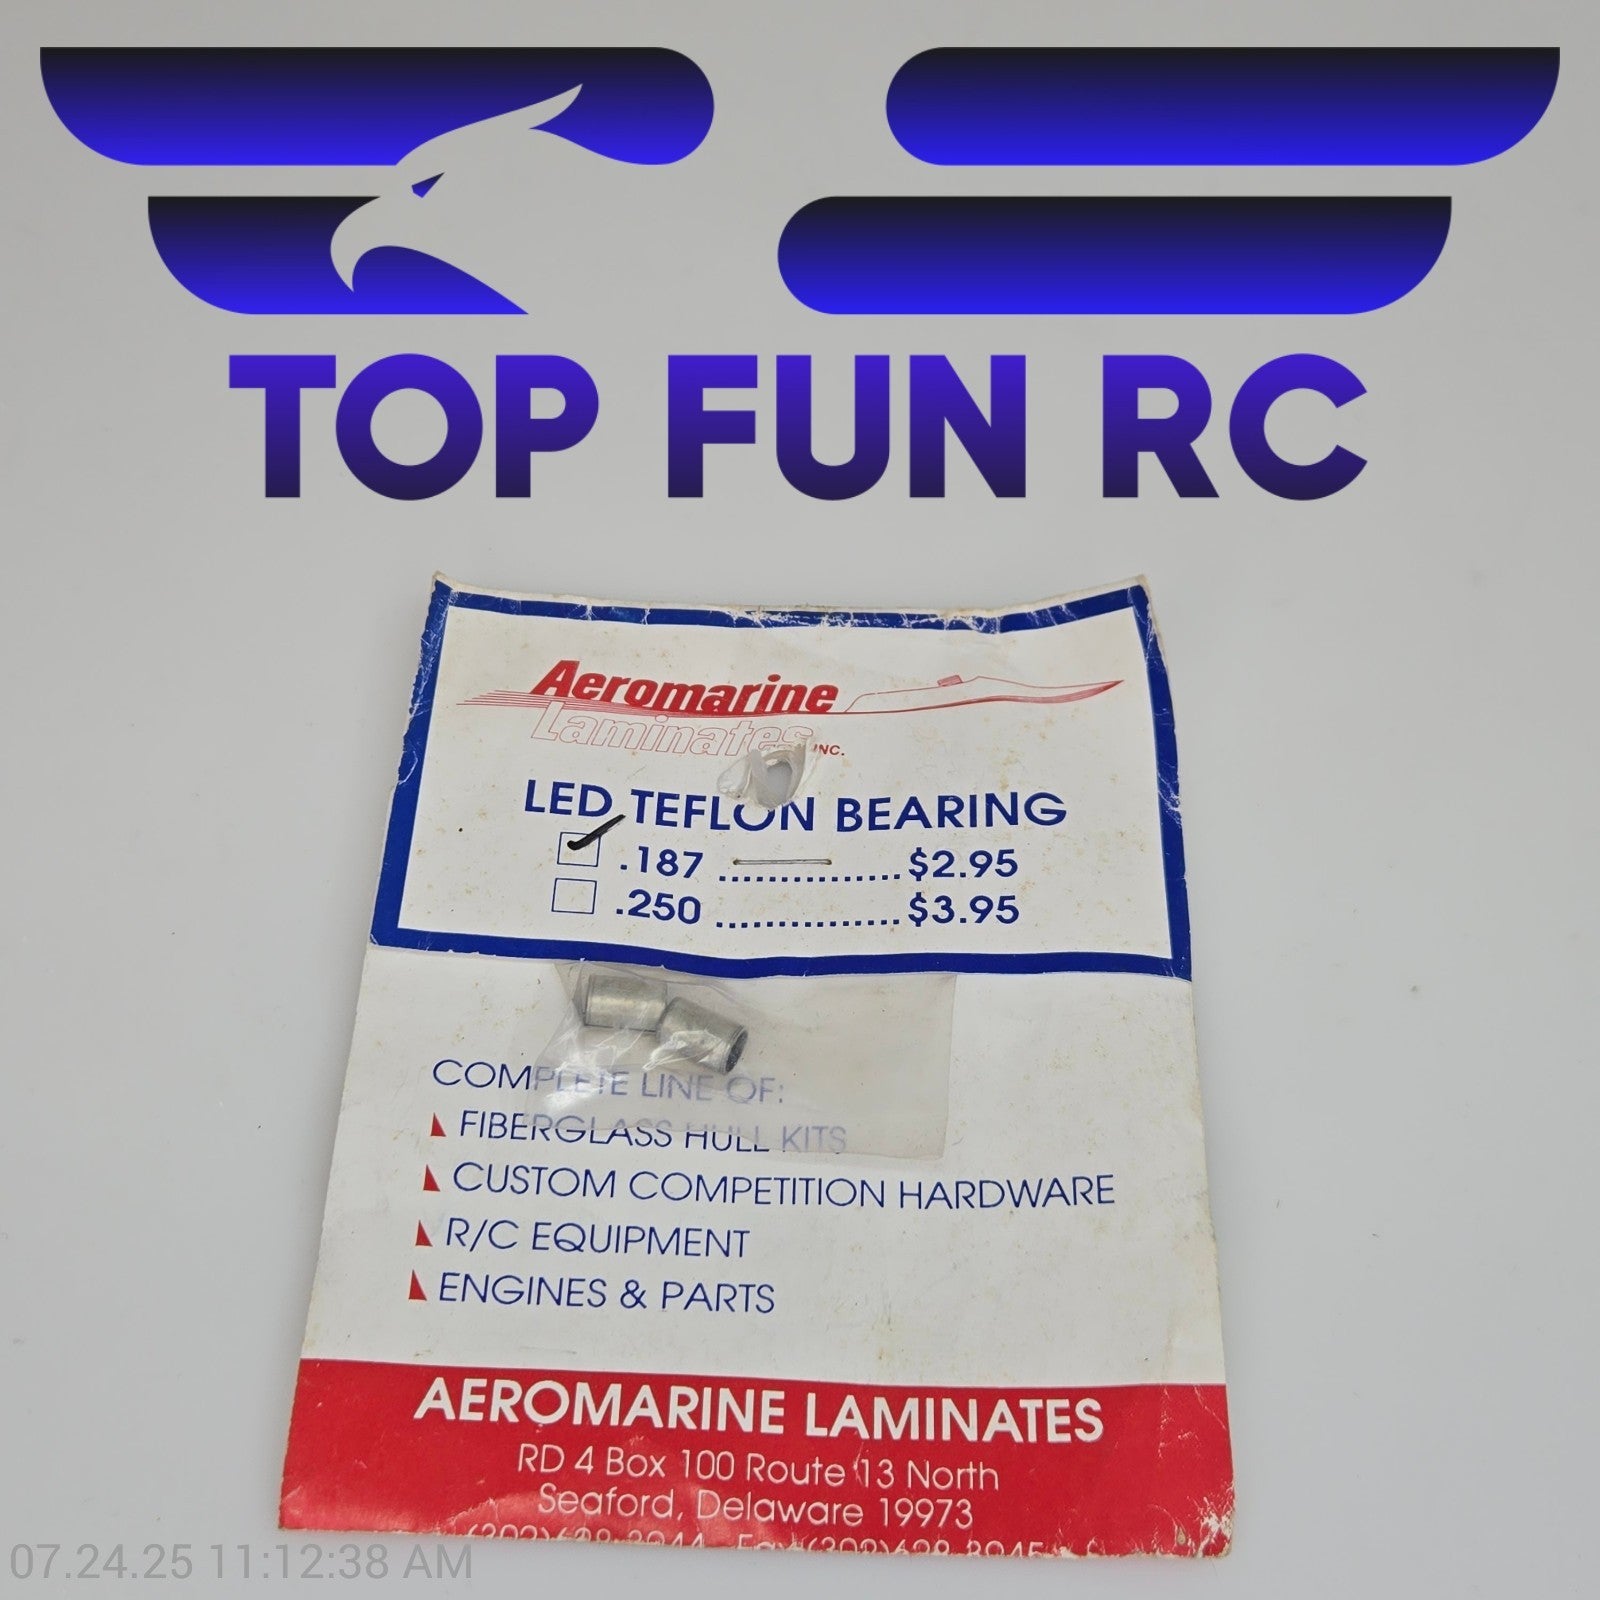 TOP FUN RC
Aeromarine
Laminates INC.
LED TEFLON BEARING
.187 ............... $2.95
.250 ............... $3.95
COMPLETE LINE OF:
FIBERGLASS HULL KITS
CUSTOM COMPETITION HARDWARE
R/C EQUIPMENT
ENGINES & PARTS
AEROMARINE LAMINATES
RD 4 Box 100 Route 13 North
Seaford, Delaware 19973
07.24.25 11:12:38 AM